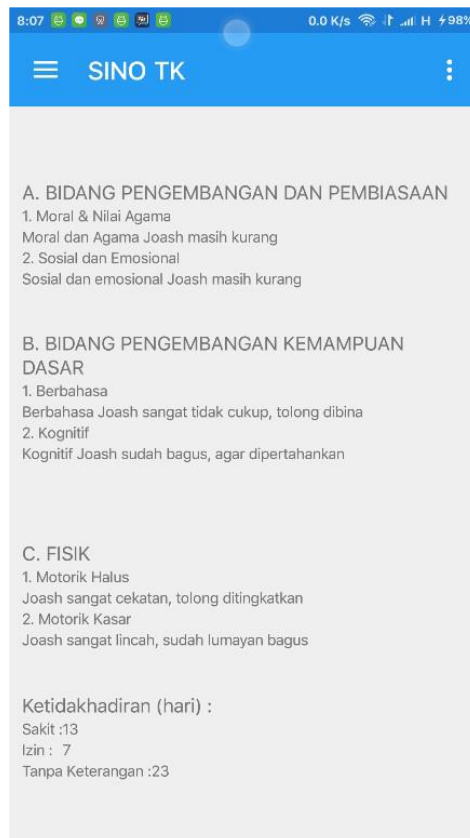 8:07 0.0 K/s H 98%
SINO TK
A. BIDANG PENGEMBANGAN DAN PEMBIASAAN
1. Moral & Nilai Agama
Moral dan Agama Joash masih kurang
2. Sosial dan Emosional
Sosial dan emosional Joash masih kurang
B. BIDANG PENGEMBANGAN KEMAMPUAN
DASAR
1. Berbahasa
Berbahasa Joash sangat tidak cukup, tolong dibina
2. Kognitif
Kognitif Joash sudah bagus, agar dipertahankan
C. FISIK
1. Motorik Halus
Joash sangat cekatan, tolong ditingkatkan
2. Motorik Kasar
Joash sangat lincah, sudah lumayan bagus
Ketidakhadiran (hari) :
Sakit :13
Izin : 7
Tanpa Keterangan :23